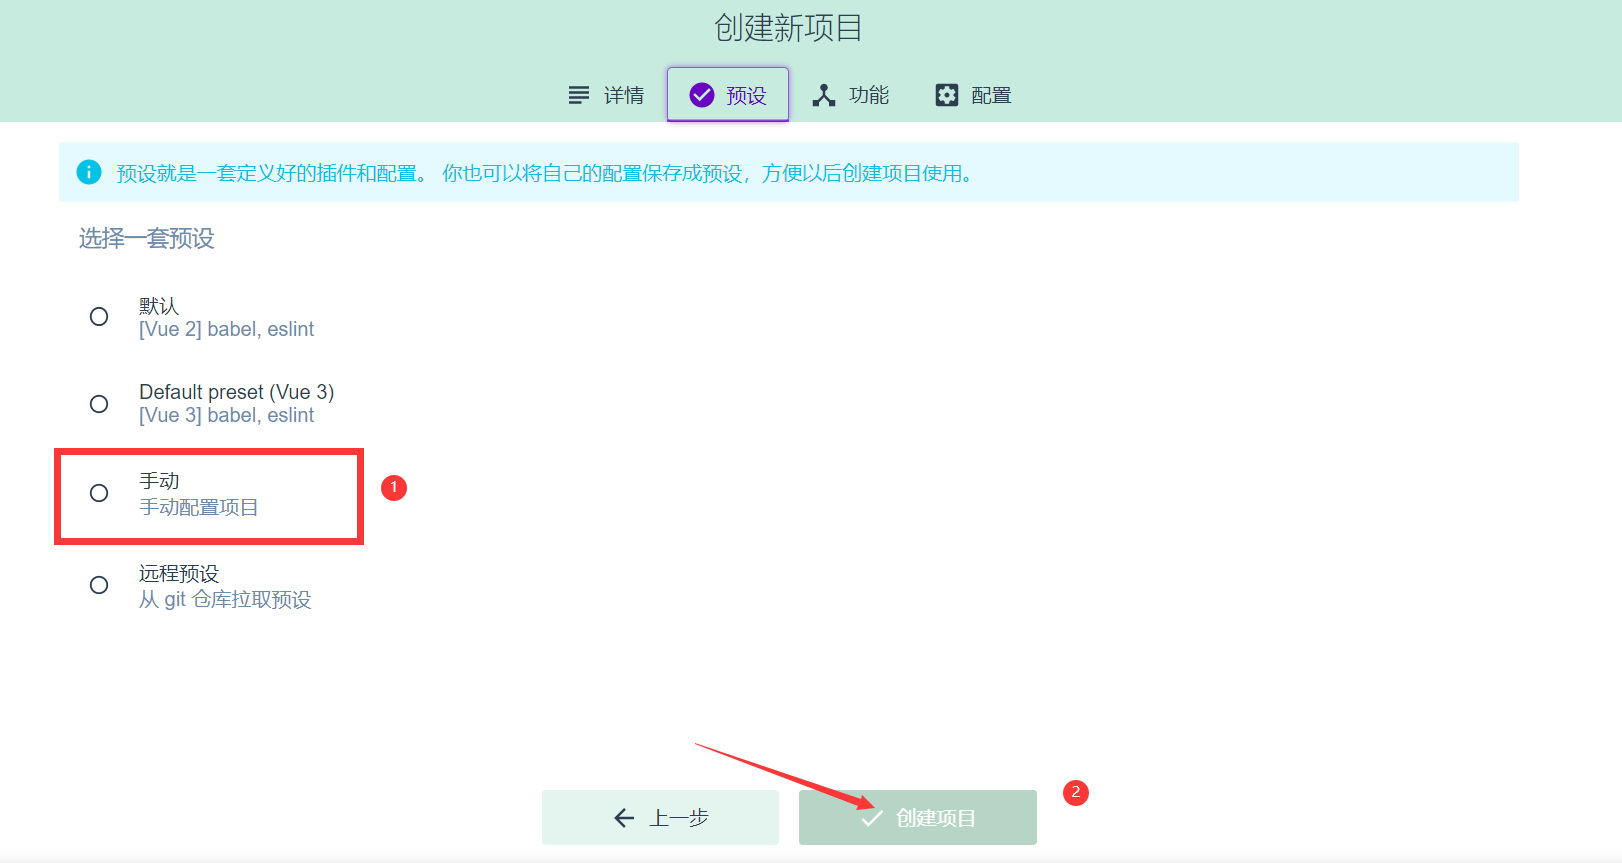 创建新项目
详情 预设 功能 配置
预设就是一套定义好的插件和配置。 你也可以将自己的配置保存成预设，方便以后创建项目使用。
选择一套预设
默认
[Vue 2] babel, eslint
Default preset (Vue 3)
[Vue 3] babel, eslint
手动
手动配置项目
1
远程预设
从 git 仓库拉取预设
上一步 创建项目
2